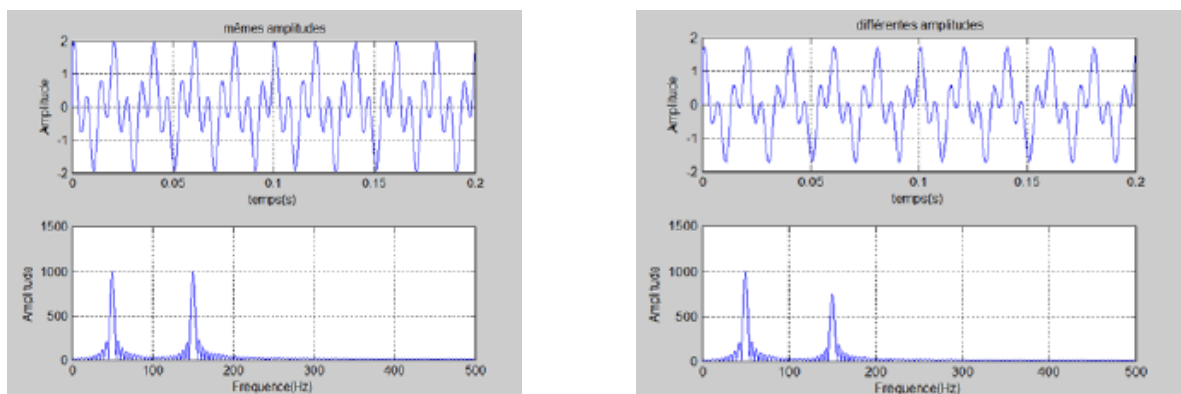 mêmes amplitudes
2
1
0
-1
-2
Amplitude
0 0.05 0.1 0.15 0.2
temps(s)
1500
1000
500
0
Amplitude
0 100 200 300 400 500
Frequence(Hz)
différentes amplitudes
2
1
0
-1
-2
Amplitude
0 0.05 0.1 0.15 0.2
temps(s)
1500
1000
500
0
Amplitude
0 100 200 300 400 500
Frequence(Hz)